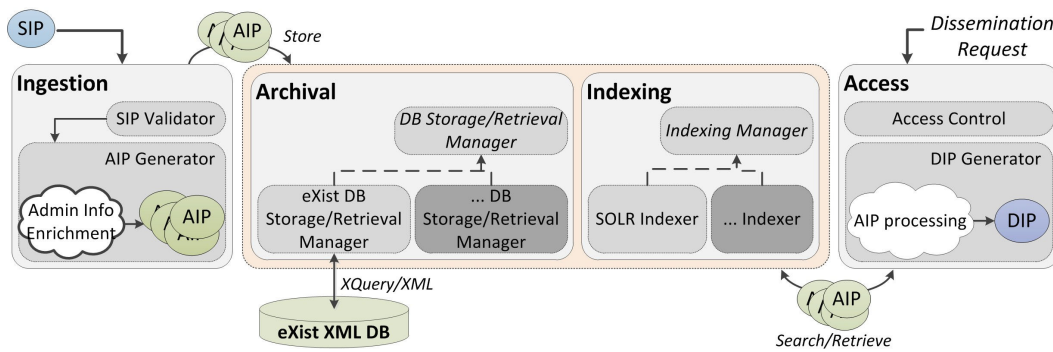 SIP
AIP
Store
Dissemination
Request
Ingestion
SIP Validator
AIP Generator
Admin Info
Enrichment
AIP
Archival
DB Storage/Retrieval
Manager
eXist DB
Storage/Retrieval
Manager
... DB
Storage/Retrieval
Manager
XQuery/XML
eXist XML DB
Indexing
Indexing Manager
SOLR Indexer
... Indexer
Access
Access Control
DIP Generator
AIP processing
DIP
AIP
Search/Retrieve